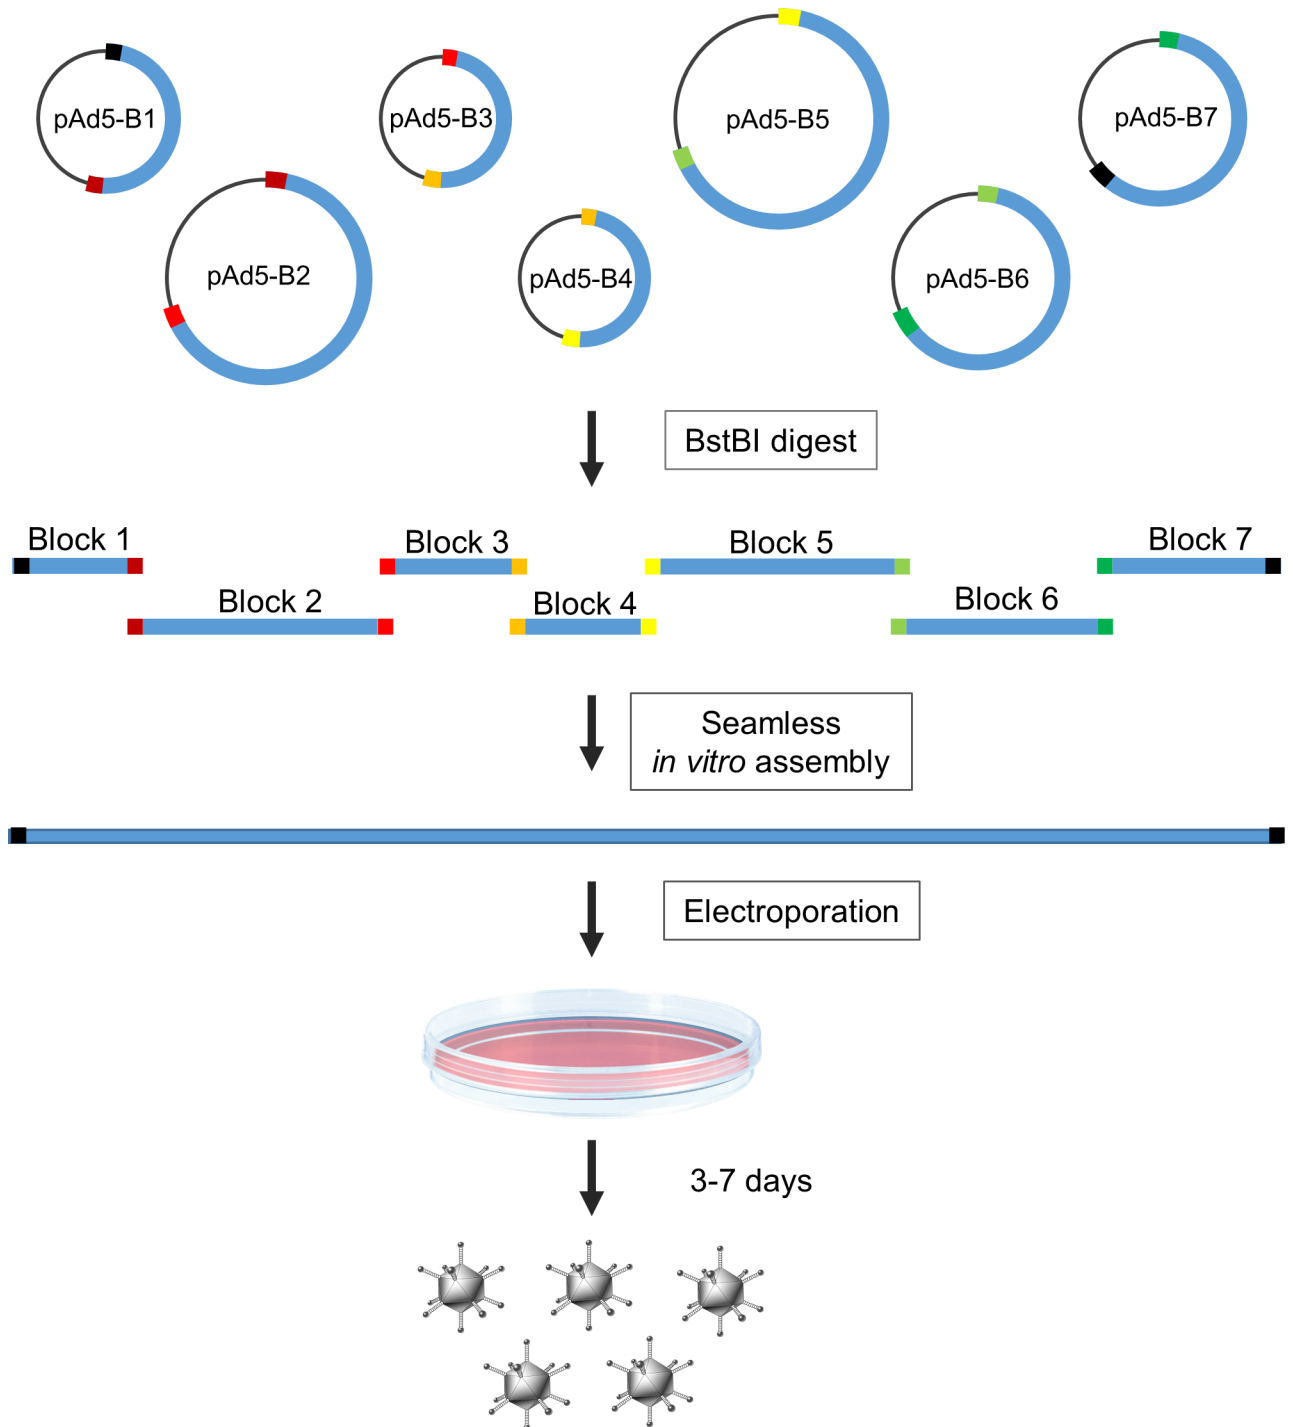 pAd5-B1
pAd5-B3
pAd5-B5
pAd5-B7
pAd5-B2
pAd5-B4
pAd5-B6
BstBI digest
Block 1
Block 3
Block 5
Block 7
Block 2
Block 4
Block 6
Seamless
in vitro assembly
Electroporation
3-7 days